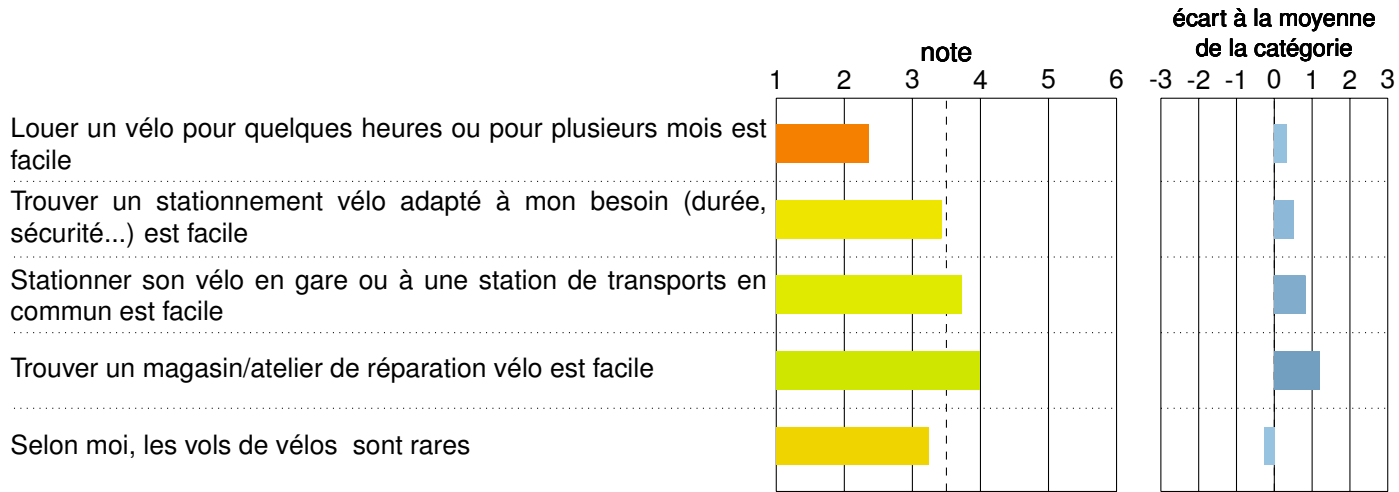 écart à la moyenne
note de la catégorie
1 2 3 4 5 6 -3 -2 -1 0 1 2 3
Louer un vélo pour quelques heures ou pour plusieurs mois est
facile
Trouver un stationnement vélo adapté à mon besoin (durée,
sécurité...) est facile
Stationner son vélo en gare ou à une station de transports en
commun est facile
Trouver un magasin/atelier de réparation vélo est facile
Selon moi, les vols de vélos sont rares